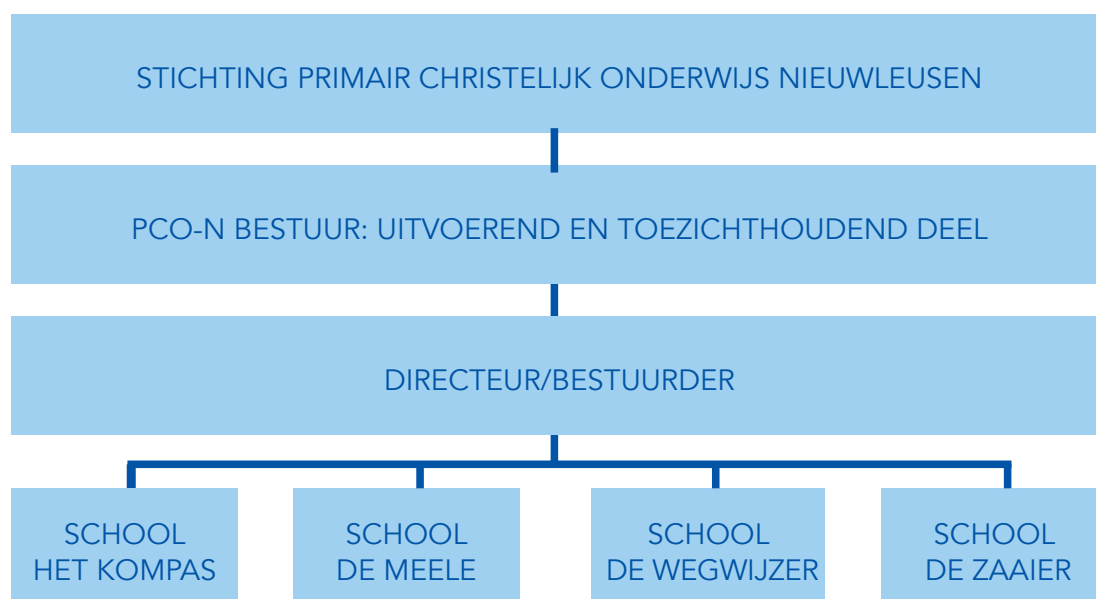 STICHTING PRIMAIR CHRISTELIJK ONDERWIJS NIEUWLEUSEN
PCO-N BESTUUR: UITVOEREND EN TOEZICHTHOUDEND DEEL
DIRECTEUR/BESTUURDER
SCHOOL
HET KOMPAS
SCHOOL
DE MEELE
SCHOOL
DE WEGWIJZER
SCHOOL
DE ZAAIER